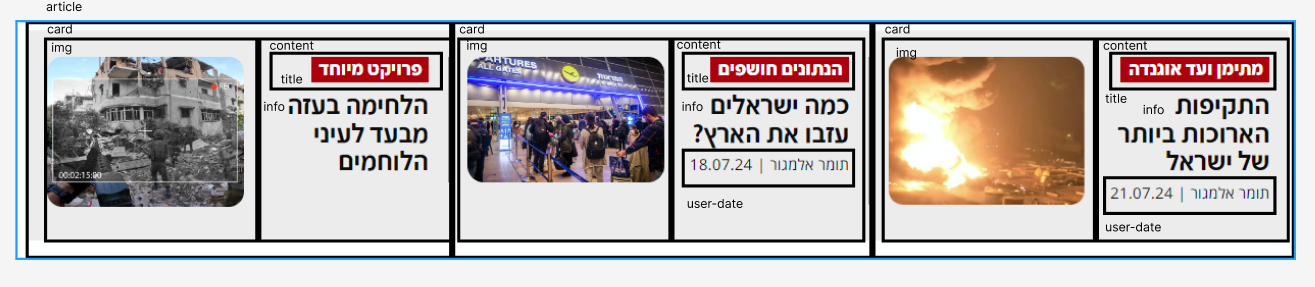 article
card
img
content
title
פרויקט מיוחד
info
הלחימה בעזה
מבעד לעיני
הלוחמים
00:02:15:00
card
img
ARTURES
ALL GATES
content
title
הנתונים חושפים
info
כמה ישראלים
עזבו את הארץ?
תומר אלמגור | 18.07.24
user-date
card
img
content
מתימן ועד אוגנדה
title
info
התקיפות
הארוכות ביותר
של ישראל
תומר אלמגור | 21.07.24
user-date